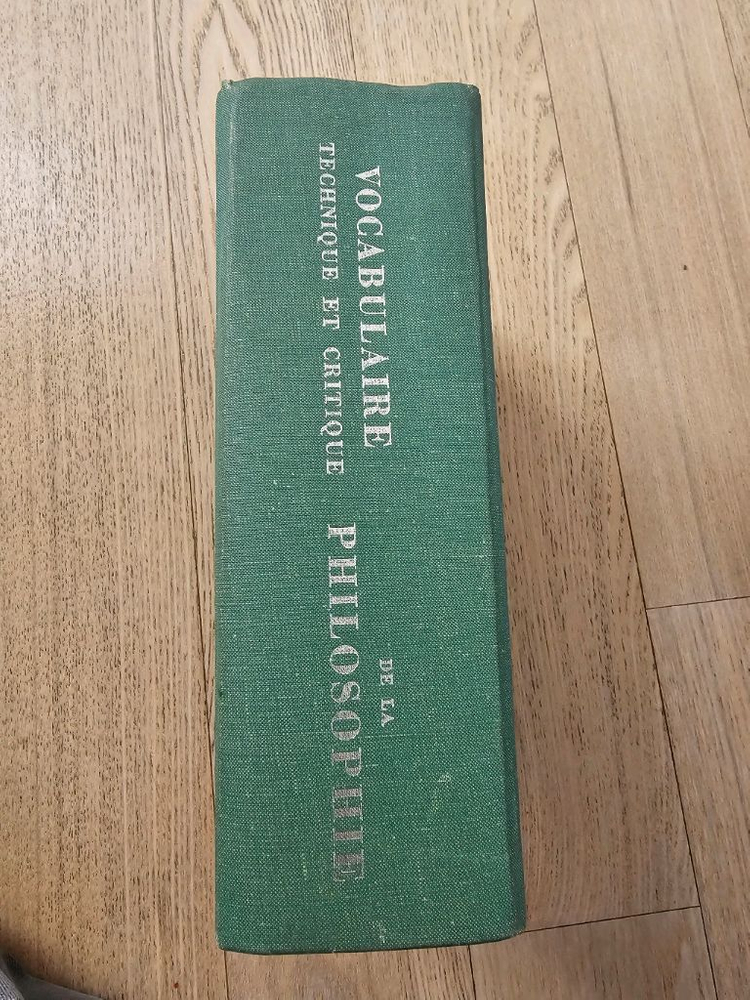 VOCABULAIRE
TECHNIQUE ET CRITIQUE
DE LA
PHILOSOPHIE